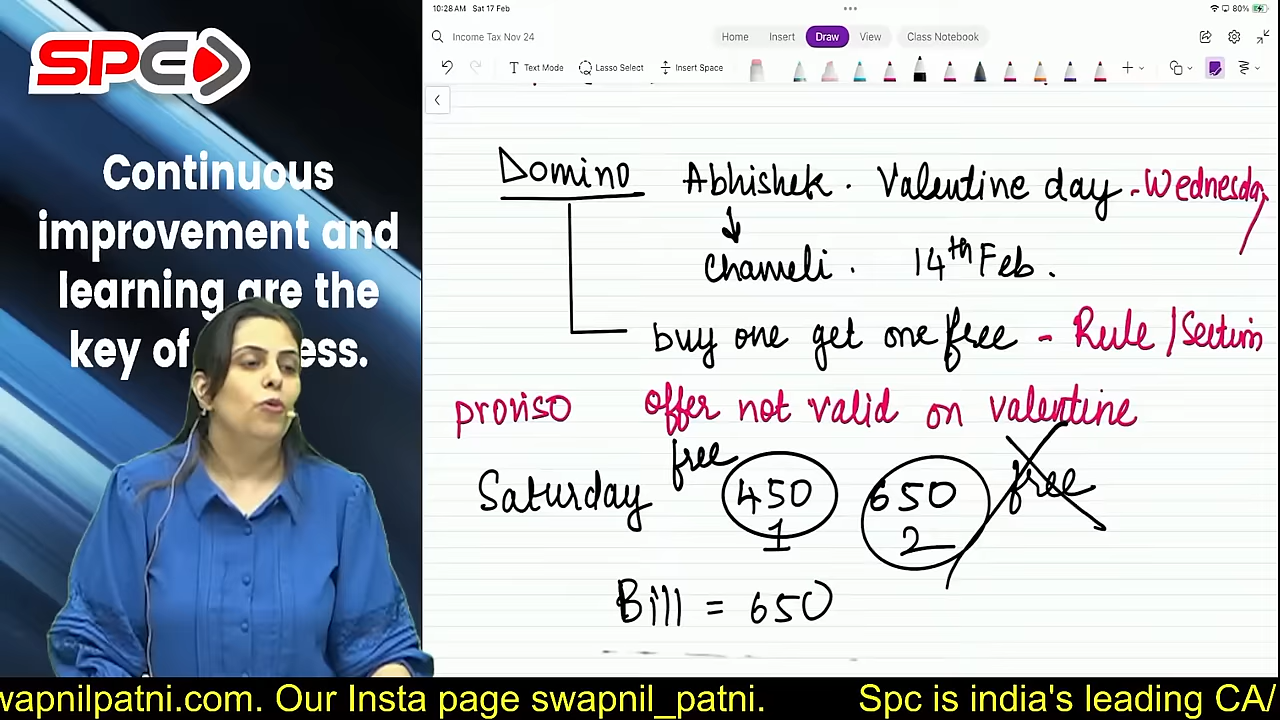 10:28 AM Sat 17 Feb
80%
SPC
Income Tax Nov 24
Home Insert Draw View Class Notebook
Text Mode Lasso Select Insert Space
Continuous
improvement and
learning are the
key of
Domino Abhishek. Valentine day - Wednesday
Chameli. 14th Feb.
buy one get one free - Rule / Section
proviso offer not valid on valentine
free
Saturday 450 650 free
1 2
Bill = 650
swapnil_patni. Our Insta page swapnil_patni. Spc is india's leading CA/